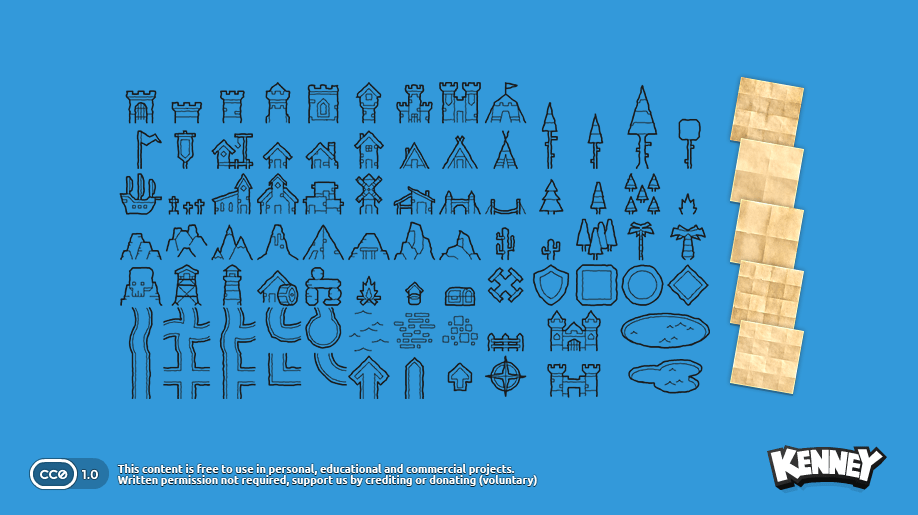 CC0 1.0
This content is free to use in personal, educational and commercial projects.
Written permission not required, support us by crediting or donating (voluntary)
KENNEY